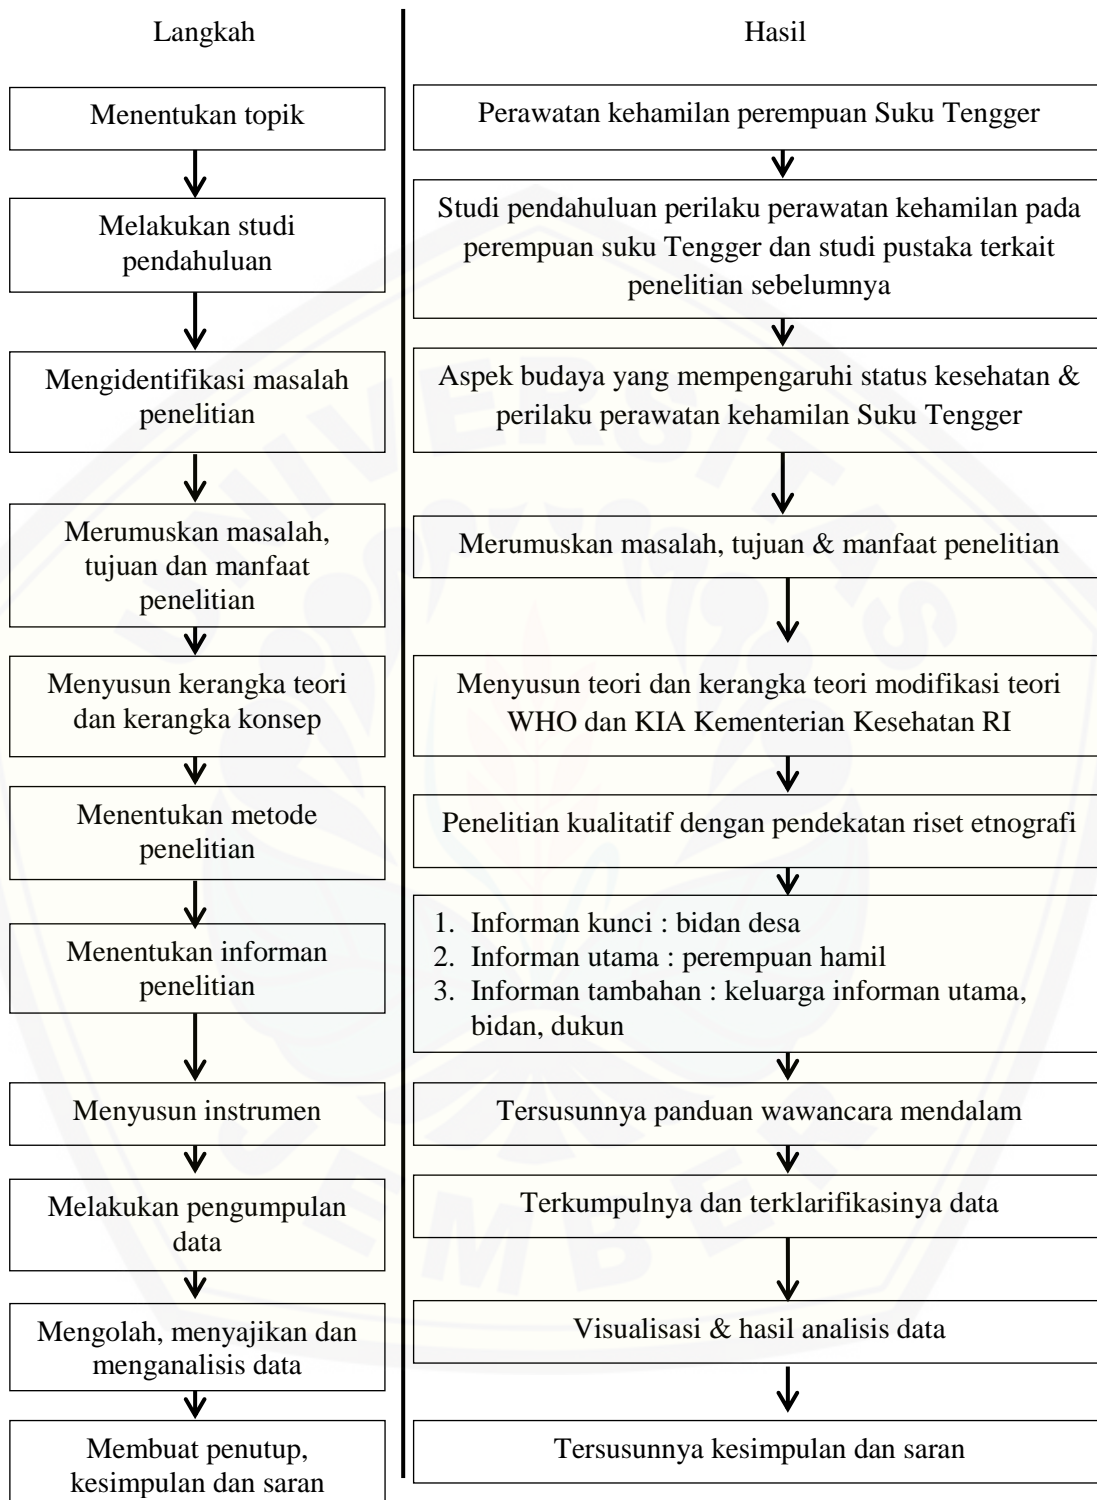 Langkah
Hasil
Menentukan topik
Perawatan kehamilan perempuan Suku Tengger
Melakukan studi
pendahuluan
Studi pendahuluan perilaku perawatan kehamilan pada
perempuan suku Tengger dan studi pustaka terkait
penelitian sebelumnya
Mengidentifikasi masalah
penelitian
Aspek budaya yang mempengaruhi status kesehatan &
perilaku perawatan kehamilan Suku Tengger
Merumuskan masalah,
tujuan dan manfaat
penelitian
Merumuskan masalah, tujuan & manfaat penelitian
Menyusun kerangka teori
dan kerangka konsep
Menyusun teori dan kerangka teori modifikasi teori
WHO dan KIA Kementerian Kesehatan RI
Menentukan metode
penelitian
Penelitian kualitatif dengan pendekatan riset etnografi
Menentukan informan
penelitian
1. Informan kunci : bidan desa
2. Informan utama : perempuan hamil
3. Informan tambahan : keluarga informan utama,
bidan, dukun
Menyusun instrumen
Tersusunnya panduan wawancara mendalam
Melakukan pengumpulan
data
Terkumpulnya dan terklarifikasinya data
Mengolah, menyajikan dan
menganalisis data
Visualisasi & hasil analisis data
Membuat penutup,
kesimpulan dan saran
Tersusunnya kesimpulan dan saran
UNIVERSITAS
JEMBER